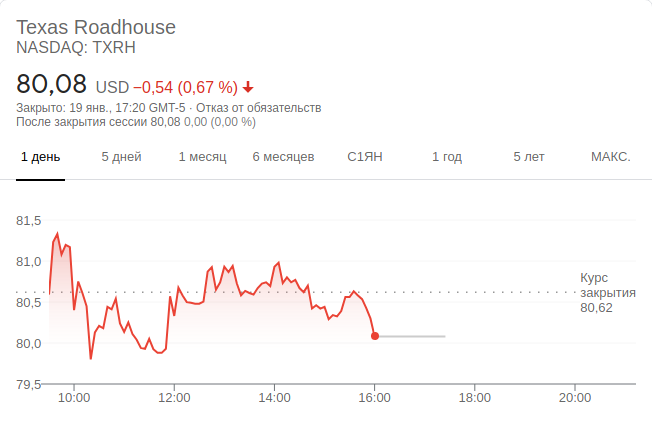 Texas Roadhouse
NASDAQ: TXRH
80,08 USD −0,54 (0,67 %)
Закрыто: 19 янв., 17:20 GMT-5 · Отказ от обязательств
После закрытия сессии 80,08 0,00 (0,00 %)
1 день 5 дней 1 месяц 6 месяцев С1ЯН 1 год 5 лет МАКС.
81,5
81,0
80,5
80,0
79,5
Курс
закрытия
80,62
10:00 12:00 14:00 16:00 18:00 20:00